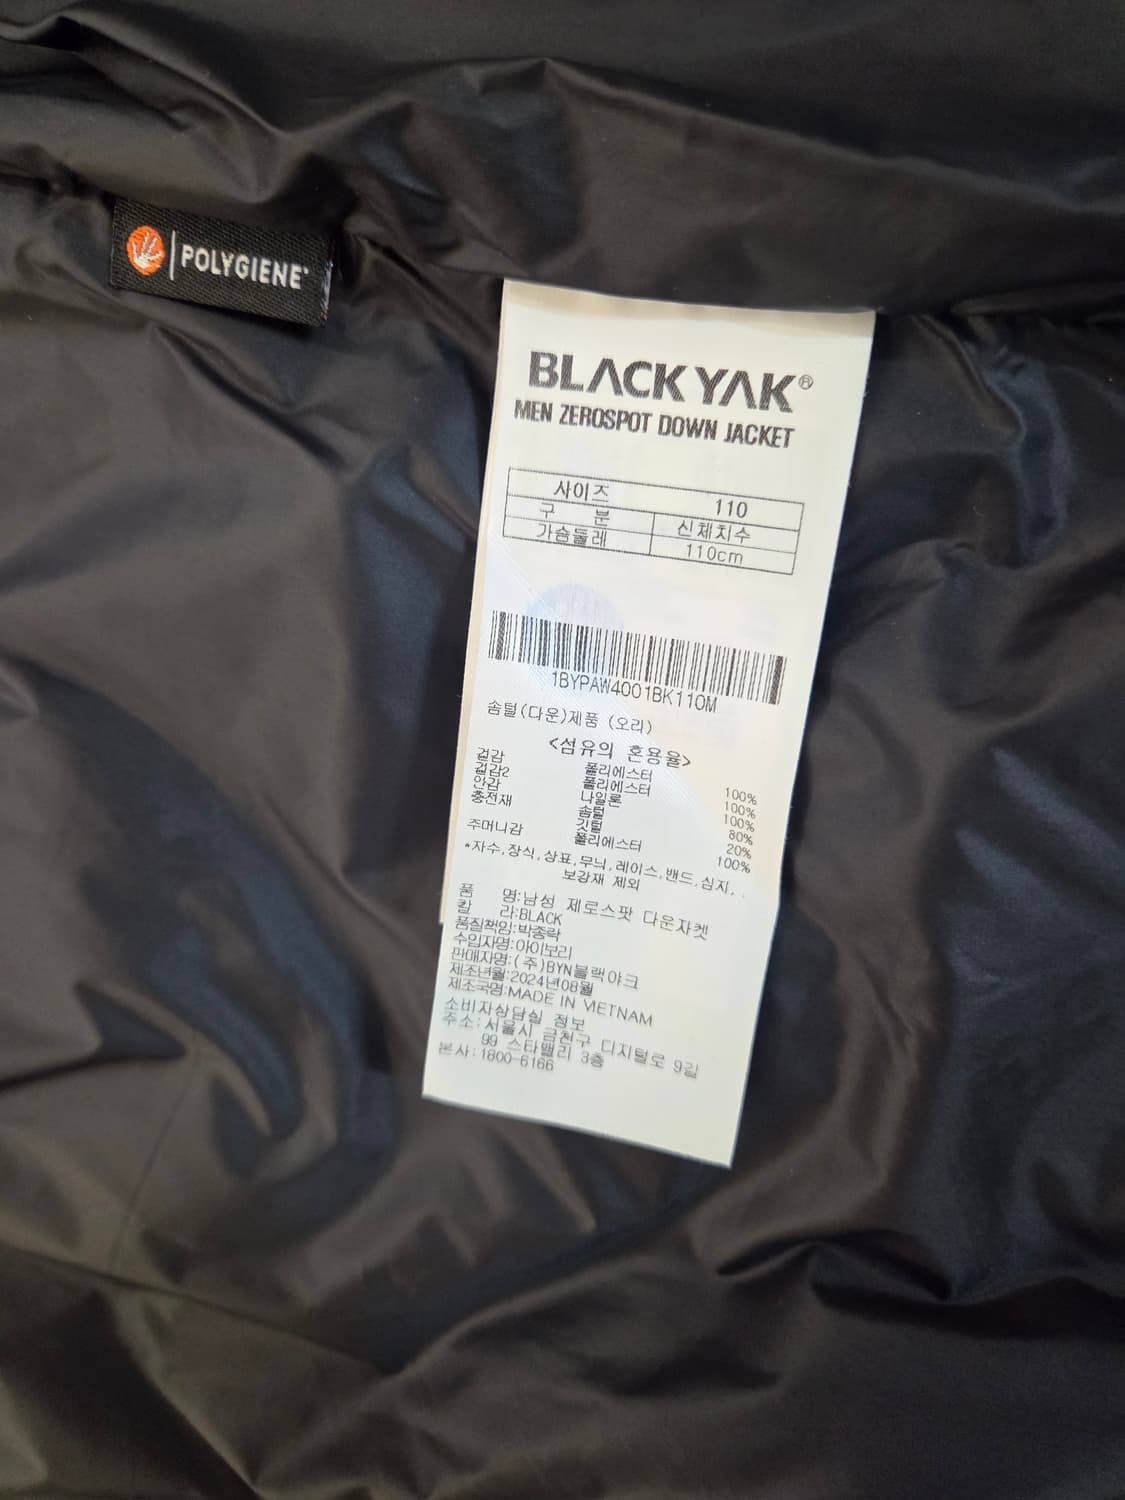 POLYGIENE
BLACKYAK®
MEN ZEROSPOT DOWN JACKET
사이즈 110
구 분 신체치수
가슴둘레 110cm
1BYPAW4001BK110M
솜털(다운)제품 (오리)
<섬유의 혼용율>
겉감 폴리에스터 100%
겉감2 폴리에스터 100%
안감 나일론 100%
충전재 솜털 80%
깃털 20%
주머니감 폴리에스터 100%
*자수,장식,상표,무늬,레이스,밴드,심지,
보강재 제외
품 명:남성 제로스팟 다운자켓
칼 라:BLACK
품질책임:박종락
수입자명:아이보리
판매자명:(주)BYN블랙야크
제조년월:2024년08월
제조국명:MADE IN VIETNAM
소비자상담실 정보
주소:서울시 금천구 디지털로 9길
99 스타밸리 3층
본사:1800-6166